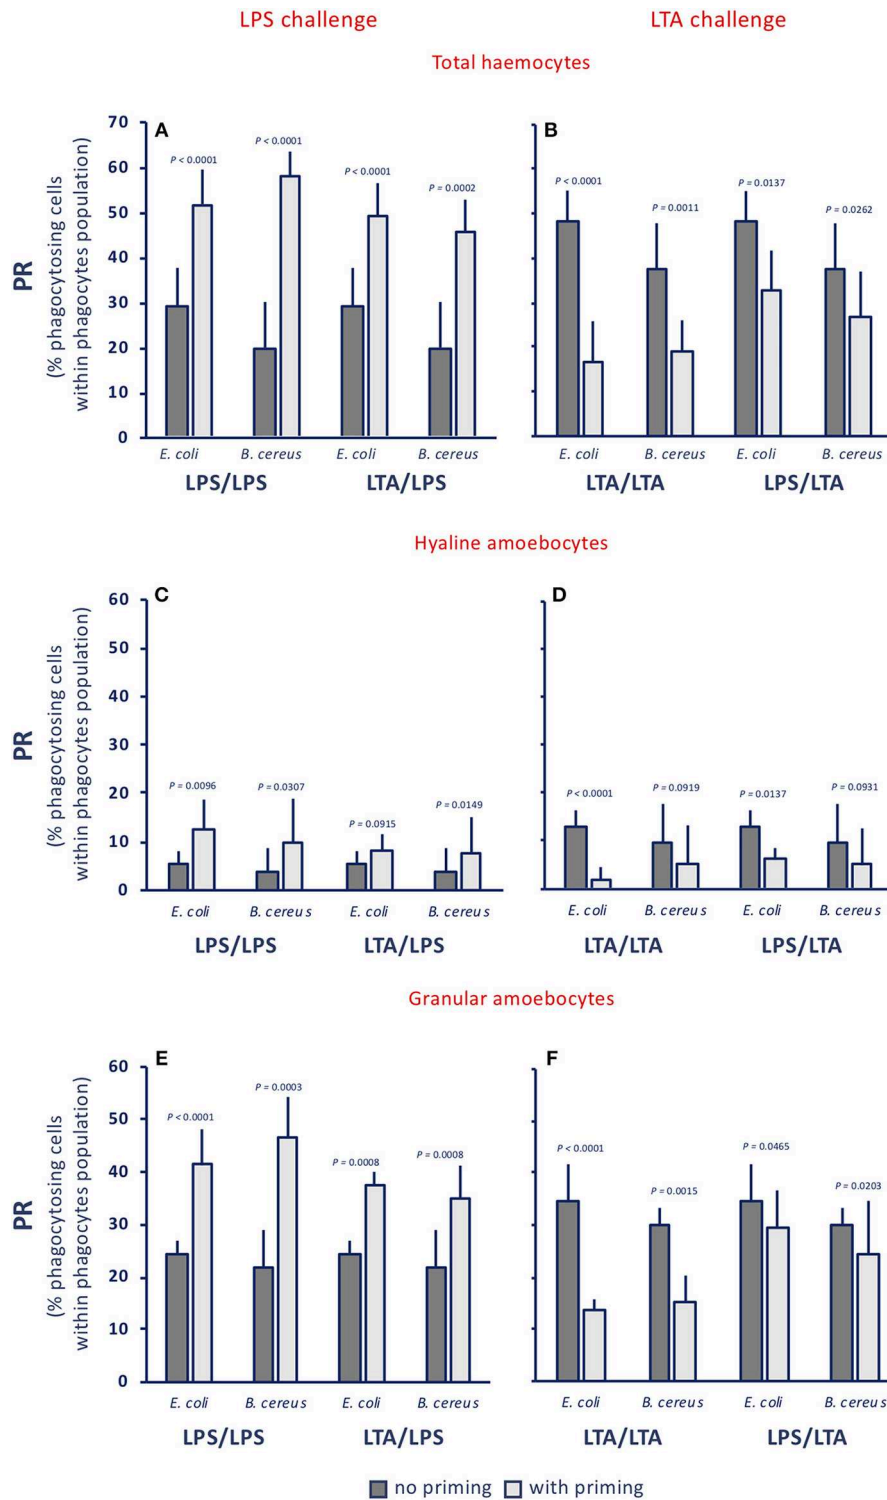 LPS challenge LTA challenge
Total haemocytes
A B
PR
(% phagocytosing cells
within phagocytes population)
70
60
50
40
30
20
10
0
P < 0.0001 P < 0.0001 P < 0.0001 P = 0.0002
P < 0.0001 P = 0.0011 P = 0.0137 P = 0.0262
E. coli B. cereus E. coli B. cereus E. coli B. cereus E. coli B. cereus
LPS/LPS LTA/LPS LTA/LTA LPS/LTA
Hyaline amoebocytes
C D
PR
(% phagocytosing cells
within phagocytes population)
60
50
40
30
20
10
0
P = 0.0096 P = 0.0307 P = 0.0915 P = 0.0149
P < 0.0001 P = 0.0919 P = 0.0137 P = 0.0931
E. coli B. cereus E. coli B. cereus E. coli B. cereus E. coli B. cereus
LPS/LPS LTA/LPS LTA/LTA LPS/LTA
Granular amoebocytes
E F
PR
(% phagocytosing cells
within phagocytes population)
60
50
40
30
20
10
0
P < 0.0001 P = 0.0003 P = 0.0008 P = 0.0008
P < 0.0001 P = 0.0015 P = 0.0465 P = 0.0203
E. coli B. cereus E. coli B. cereus E. coli B. cereus E. coli B. cereus
LPS/LPS LTA/LPS LTA/LTA LPS/LTA
no priming with priming